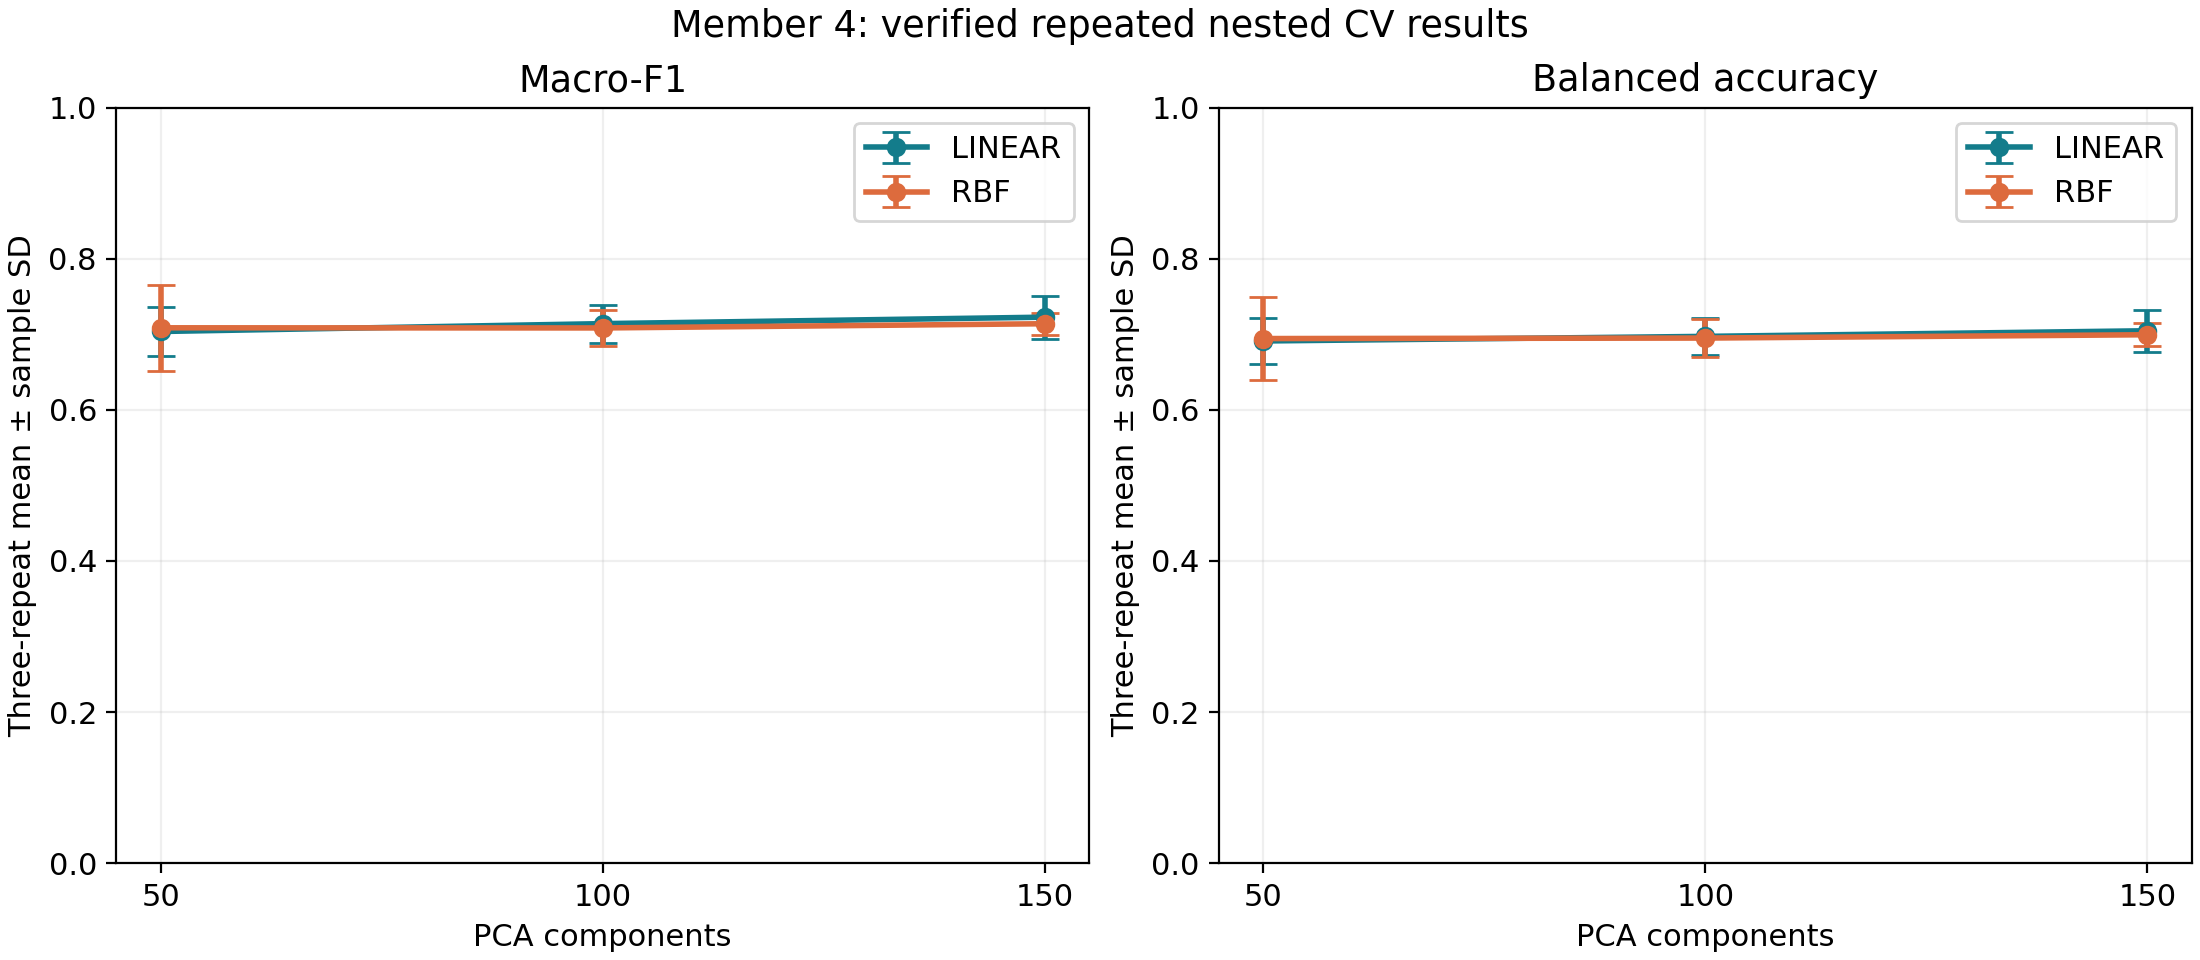 Member 4: verified repeated nested CV results
Macro-F1
Three-repeat mean ± sample SD
1.0
0.8
0.6
0.4
0.2
0.0
LINEAR
RBF
50
100
150
PCA components
Balanced accuracy
Three-repeat mean ± sample SD
1.0
0.8
0.6
0.4
0.2
0.0
LINEAR
RBF
50
100
150
PCA components